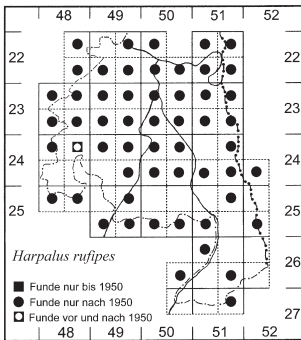 48 49 50 51 52
22 22
23 23
24 24
25 25
26
Harpalus rufipes
Funde nur bis 1950
Funde nur nach 1950
Funde vor und nach 1950
48 49 50 51 52 27